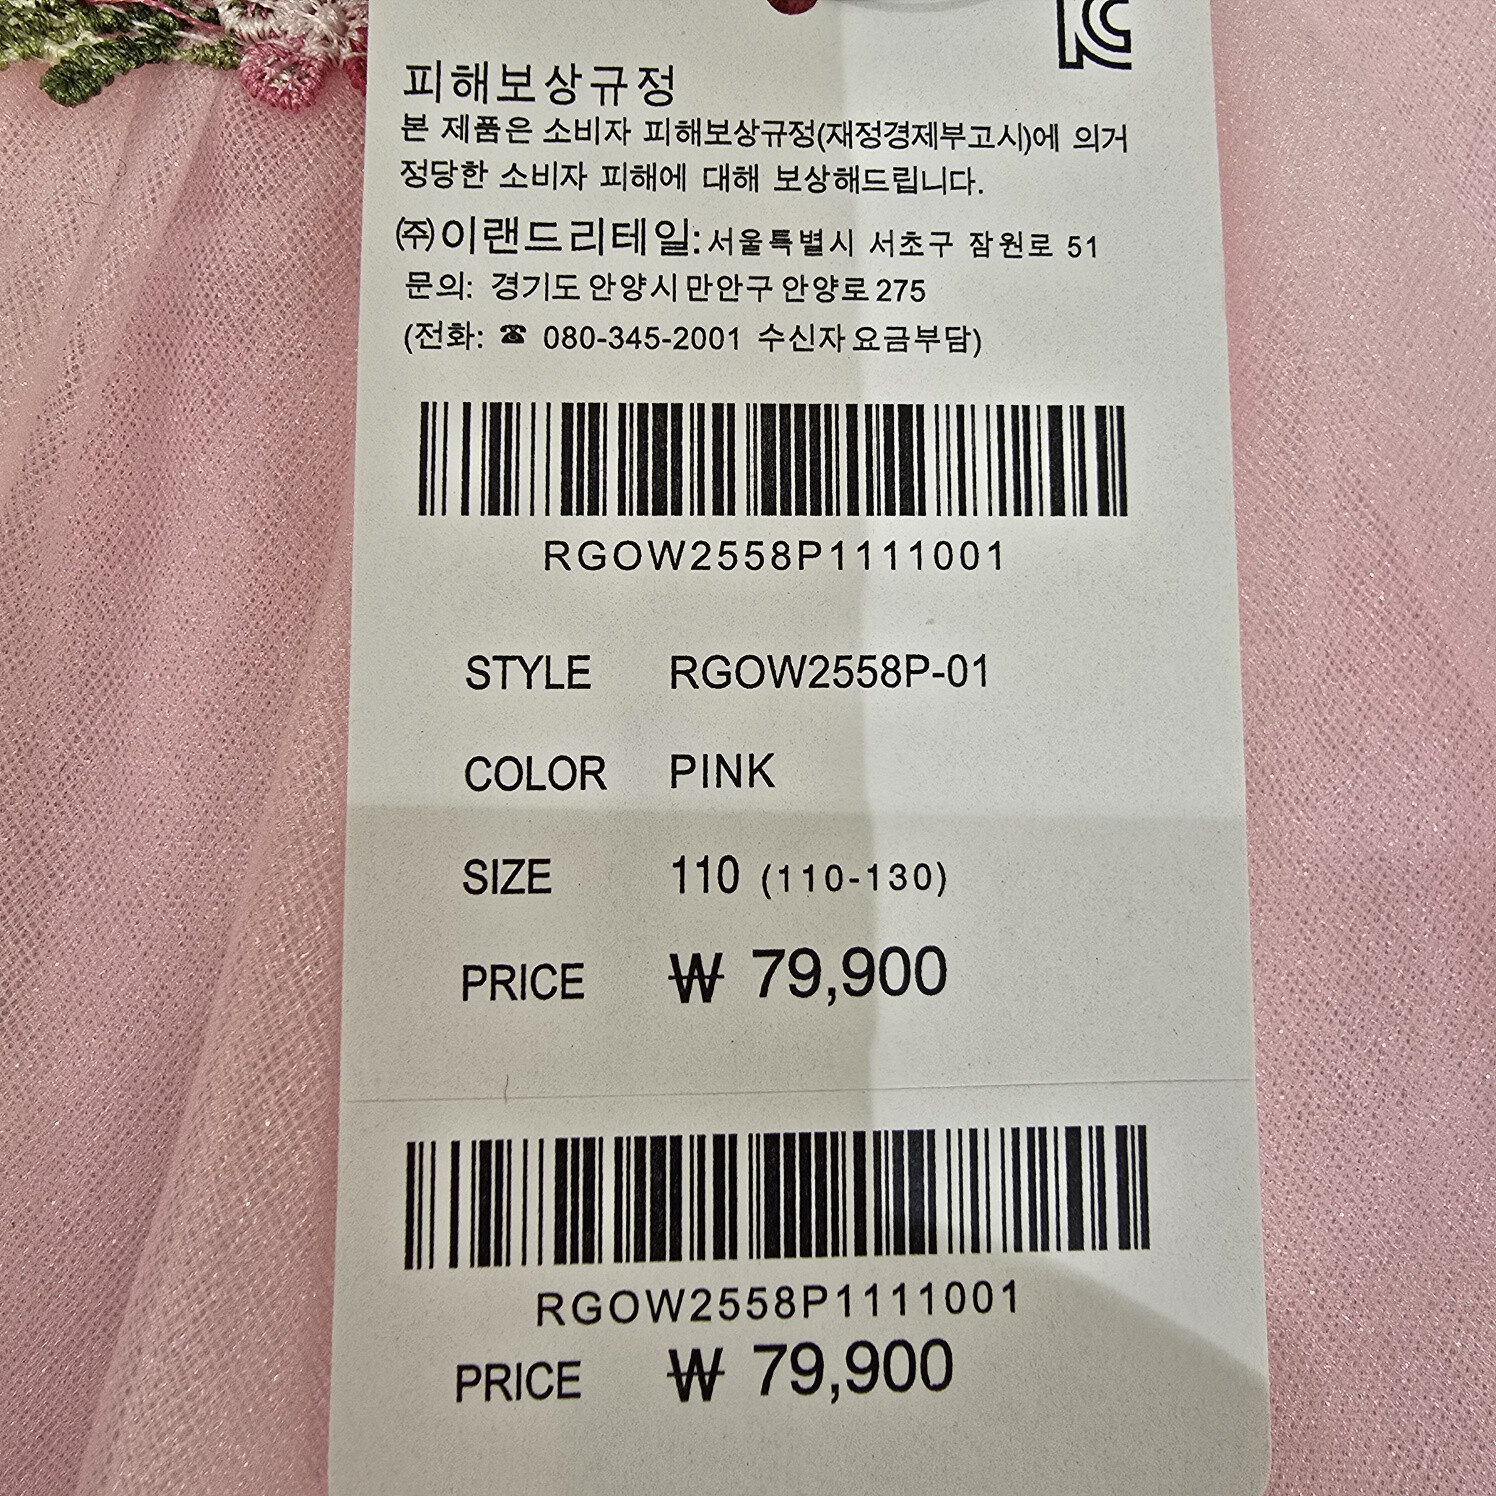 피해보상규정
본 제품은 소비자 피해보상규정(재정경제부고시)에 의거
정당한 소비자 피해에 대해 보상해드립니다.
㈜이랜드리테일: 서울특별시 서초구 잠원로 51
문의: 경기도 안양시 만안구 안양로 275
(전화: ☎ 080-345-2001 수신자 요금부담)
RGOW2558P1111001
STYLE RGOW2558P-01
COLOR PINK
SIZE 110 (110-130)
PRICE ₩ 79,900
RGOW2558P1111001
PRICE ₩ 79,900